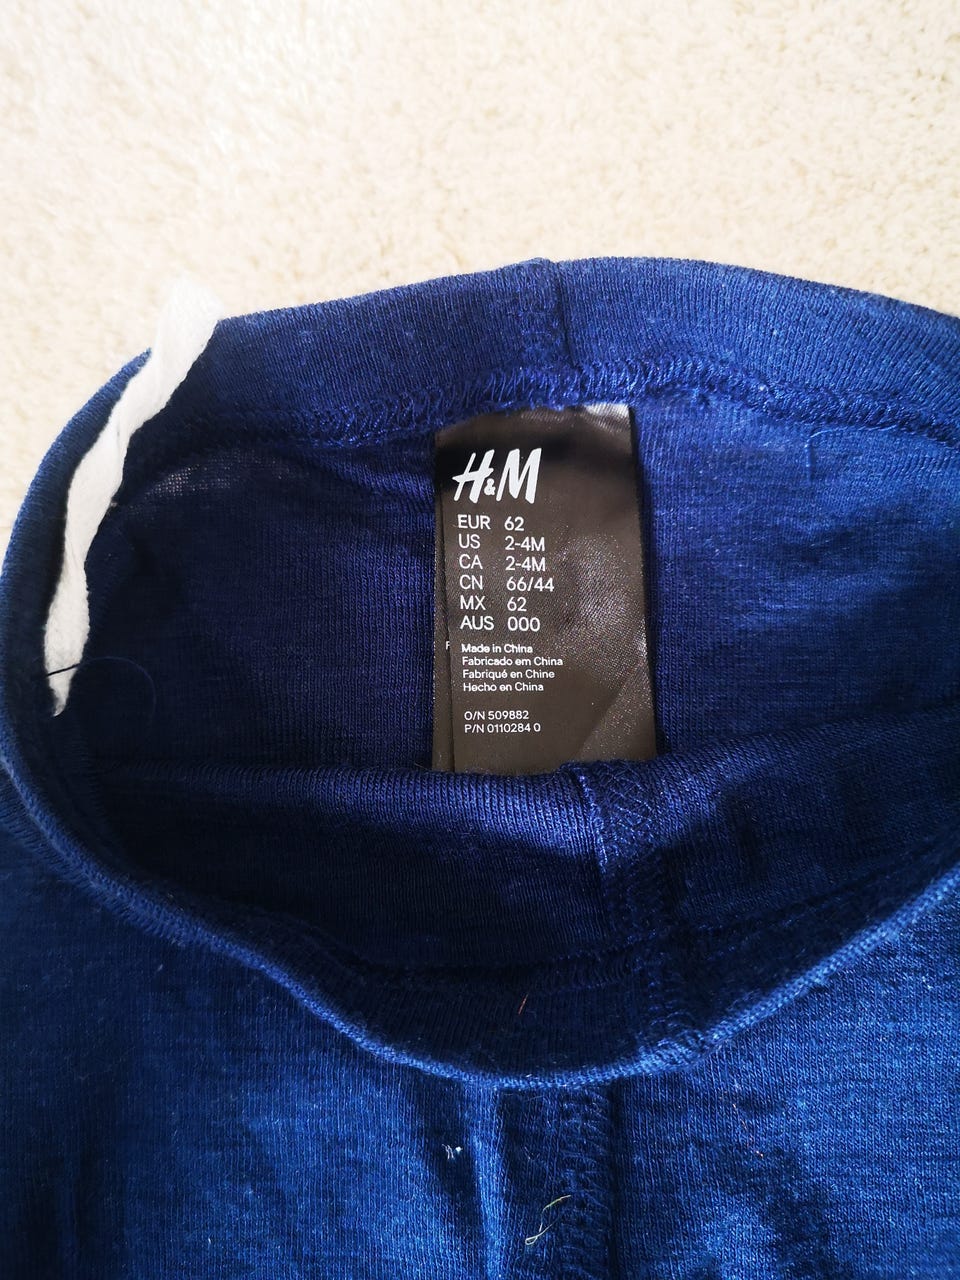 H&M
EUR 62
US 2-4M
CA 2-4M
CN 66/44
MX 62
AUS 000
Made in China
Fabricado em China
Fabriqué en Chine
Hecho en China
O/N 509882
P/N 0110284 0